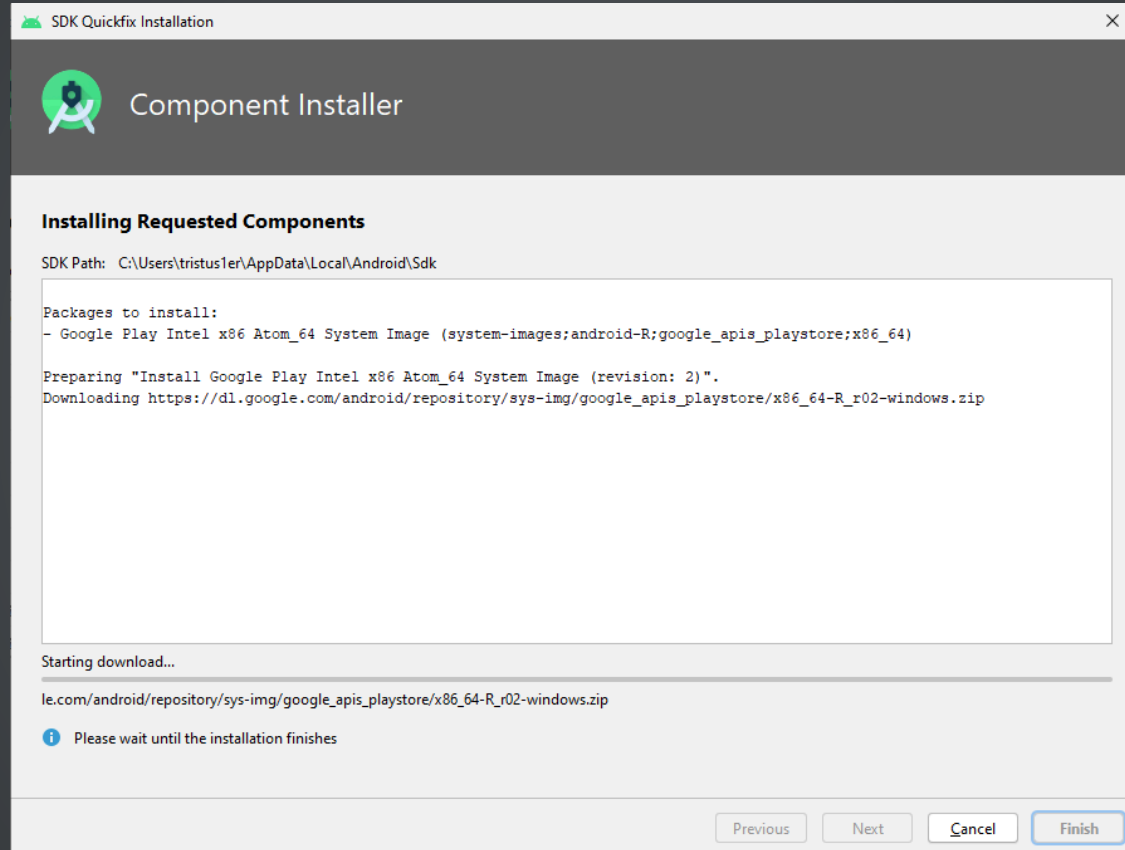 SDK Quickfix Installation
Component Installer
Installing Requested Components
SDK Path: C:\Users\tristus1er\AppData\Local\Android\Sdk
Packages to install:
- Google Play Intel x86 Atom_64 System Image (system-images;android-R;google_apis_playstore;x86_64)
Preparing "Install Google Play Intel x86 Atom_64 System Image (revision: 2)".
Downloading https://dl.google.com/android/repository/sys-img/google_apis_playstore/x86_64-R_r02-windows.zip
Starting download...
le.com/android/repository/sys-img/google_apis_playstore/x86_64-R_r02-windows.zip
Please wait until the installation finishes
Previous Next Cancel Finish